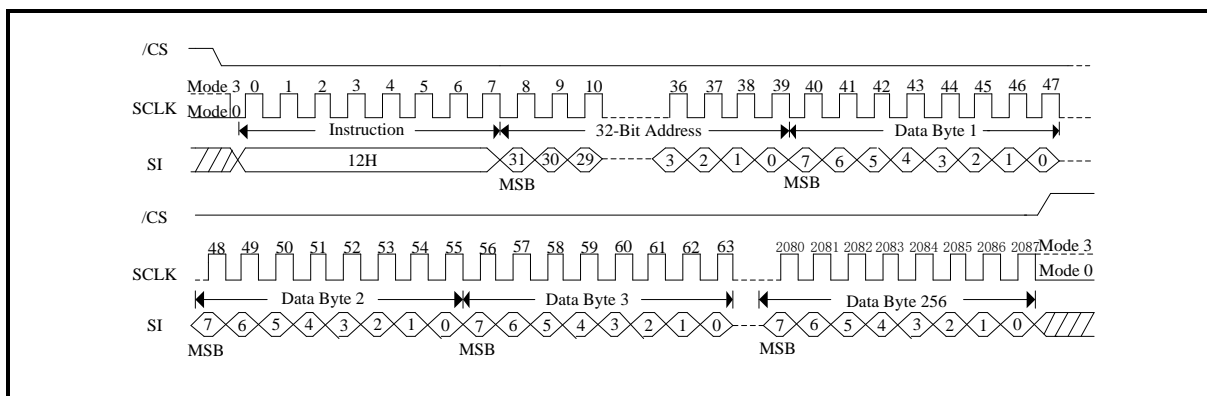 /CS
Mode 3 0 1 2 3 4 5 6 7 8 9 10 36 37 38 39 40 41 42 43 44 45 46 47
SCLK Mode 0
Instruction 32-Bit Address Data Byte 1
SI 12H 31 30 29 3 2 1 0 7 6 5 4 3 2 1 0
MSB MSB
/CS
48 49 50 51 52 53 54 55 56 57 58 59 60 61 62 63 2080 2081 2082 2083 2084 2085 2086 2087 Mode 3
SCLK Mode 0
Data Byte 2 Data Byte 3 Data Byte 256
SI 7 6 5 4 3 2 1 0 7 6 5 4 3 2 1 0 7 6 5 4 3 2 1 0
MSB MSB MSB